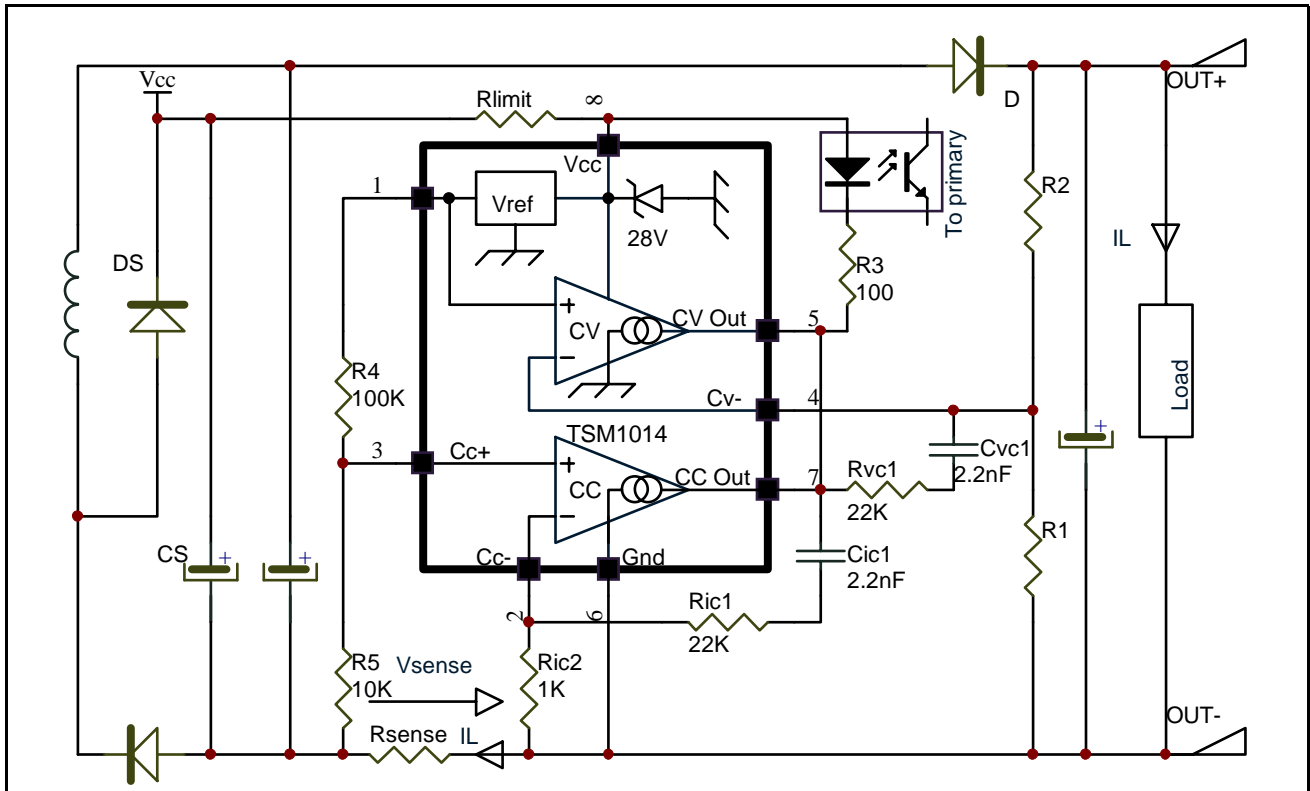 Vcc
Rlimit
8
D
OUT+
Vcc
To primary
1
Vref
28V
R2
IL
DS
R3
100
+
CV
CV Out
5
−
R4
100K
Cv-
4
Load
TSM1014
3
Cc+
+
CC
CC Out
7
Rvc1
22K
Cvc1
2.2nF
+
−
R1
CS
+
+
Cc-
Gnd
Cic1
2.2nF
2
6
Ric1
22K
R5
10K
Vsense
Ric2
1K
Rsense
IL
OUT-